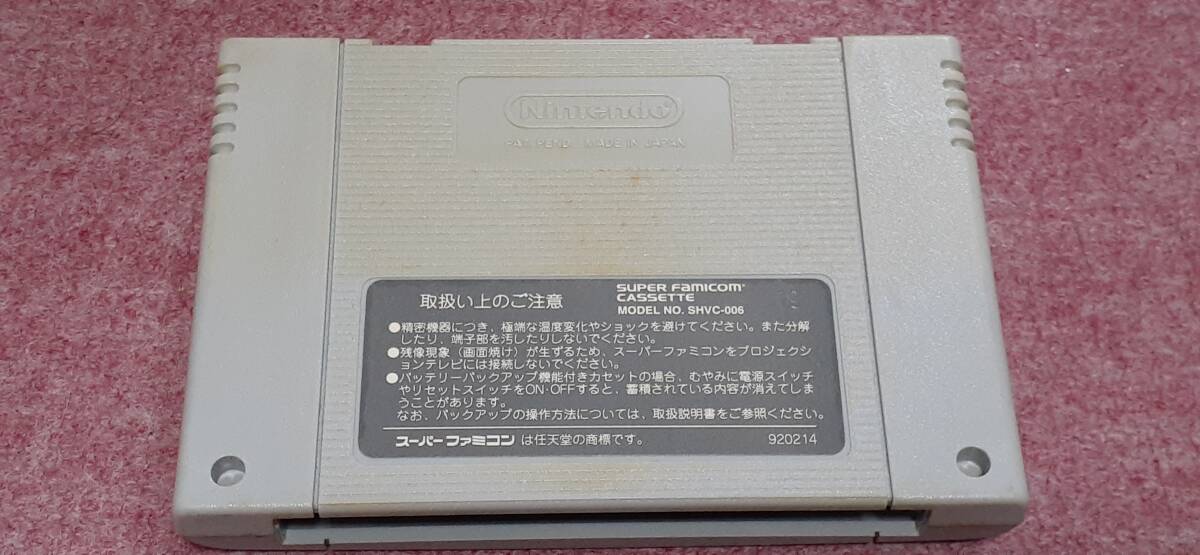 Nintendo®
PAT. PEND. MADE IN JAPAN
取扱い上のご注意
SUPER FAMICOM
CASSETTE
MODEL NO. SHVC-006
●精密機器につき、極端な温度変化やショックを避けてください。また分解
したり、端子部を汚したりしないでください。
●残像現象（画面焼け）が生ずるため、スーパーファミコンをプロジェクシ
ョンテレビには接続しないでください。
●バッテリーバックアップ機能付きカセットの場合、むやみに電源スイッチ
やリセットスイッチをON·OFFすると、蓄積されている内容が消えてしま
うことがあります。
なお、バックアップの操作方法については、取扱説明書をご参照ください。
スーパーファミコン は任天堂の商標です。
920214